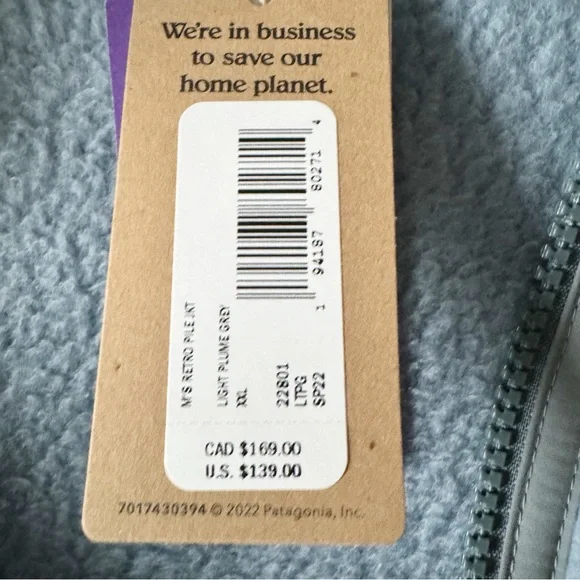 We're in business
to save our
home planet.
1 94187 80271 4
M'S RETRO PILE JKT
LIGHT PLUME GREY
XXL
22801
LTPG
SP22
CAD $169.00
U.S. $139.00
7017430394 © 2022 Patagonia, Inc.